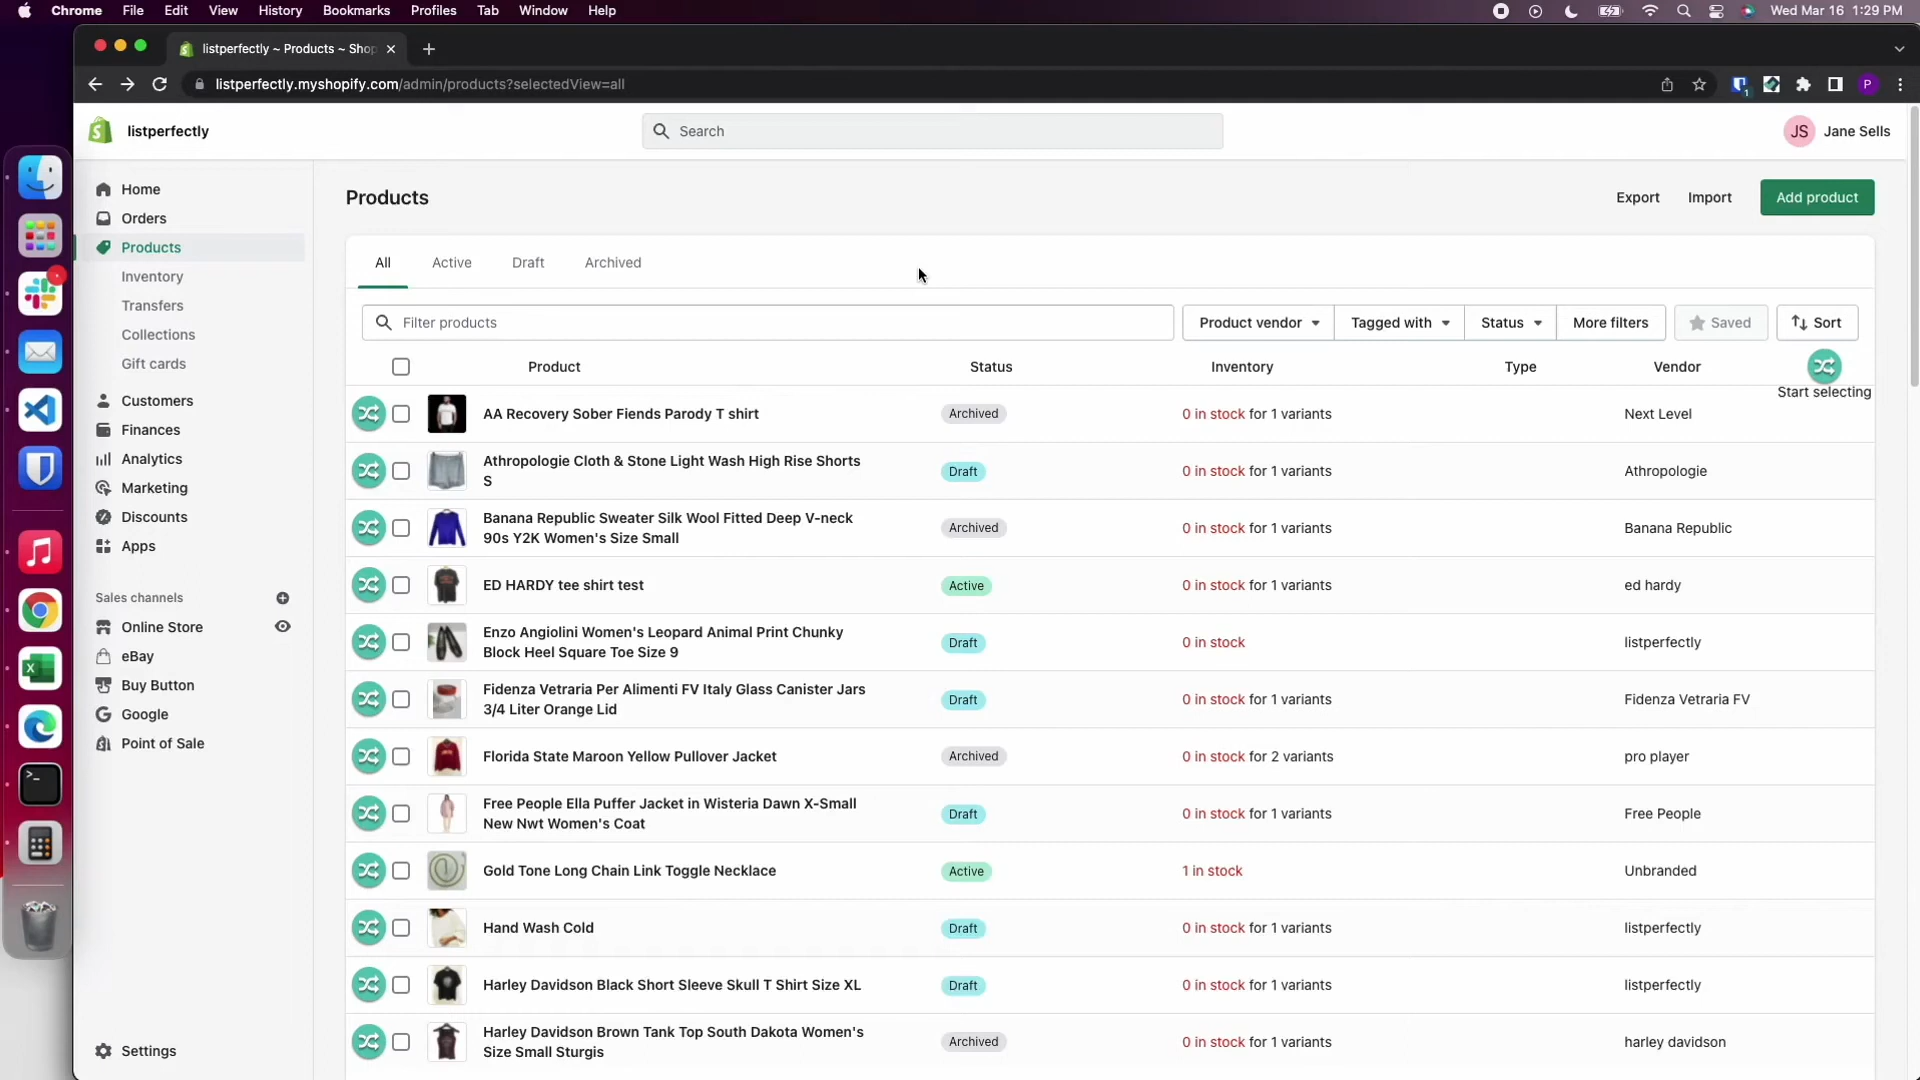 Chrome File Edit View History Bookmarks Profiles Tab Window Help Wed Mar 16 1:29 PM
listperfectly ~ Products ~ Shop
listperfectly.myshopify.com/admin/products?selectedView=all
P
listperfectly
Search
JS Jane Sells
Home
Orders
Products
Inventory
Transfers
Collections
Gift cards
Customers
Finances
Analytics
Marketing
Discounts
Apps
Sales channels
Online Store
eBay
Buy Button
Google
Point of Sale
Settings
Products
Export Import Add product
All Active Draft Archived
Filter products Product vendor Tagged with Status More filters Saved Sort
Product Status Inventory Type Vendor
Start selecting
AA Recovery Sober Fiends Parody T shirt Archived 0 in stock for 1 variants Next Level
Athropologie Cloth & Stone Light Wash High Rise Shorts
S
Draft 0 in stock for 1 variants Athropologie
Banana Republic Sweater Silk Wool Fitted Deep V-neck
90s Y2K Women's Size Small
Archived 0 in stock for 1 variants Banana Republic
ED HARDY tee shirt test Active 0 in stock for 1 variants ed hardy
Enzo Angiolini Women's Leopard Animal Print Chunky
Block Heel Square Toe Size 9
Draft 0 in stock listperfectly
Fidenza Vetraria Per Alimenti FV Italy Glass Canister Jars
3/4 Liter Orange Lid
Draft 0 in stock for 1 variants Fidenza Vetraria FV
Florida State Maroon Yellow Pullover Jacket Archived 0 in stock for 2 variants pro player
Free People Ella Puffer Jacket in Wisteria Dawn X-Small
New Nwt Women's Coat
Draft 0 in stock for 1 variants Free People
Gold Tone Long Chain Link Toggle Necklace Active 1 in stock Unbranded
Hand Wash Cold Draft 0 in stock for 1 variants listperfectly
Harley Davidson Black Short Sleeve Skull T Shirt Size XL Draft 0 in stock for 1 variants listperfectly
Harley Davidson Brown Tank Top South Dakota Women's
Size Small Sturgis
Archived 0 in stock for 1 variants harley davidson